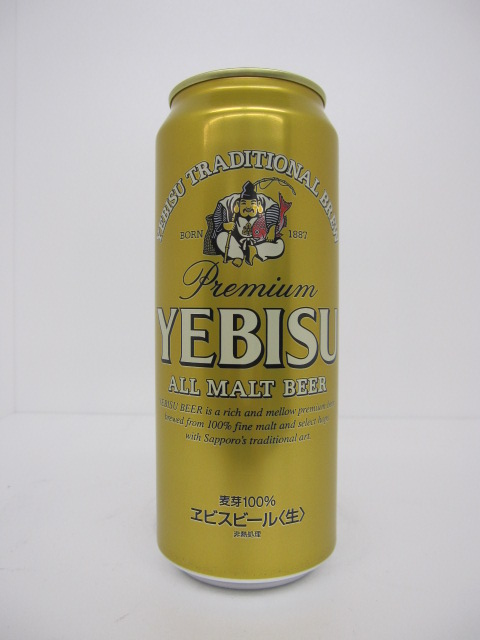 YEBISU TRADITIONAL BREW
BORN 1887
Premium
YEBISU
ALL MALT BEER
YEBISU BEER is a rich and mellow premium
brewed from 100% fine malt and select hops
with Sapporo's traditional art.
麦芽100%
ヱビスビール〈生〉
非熱処理